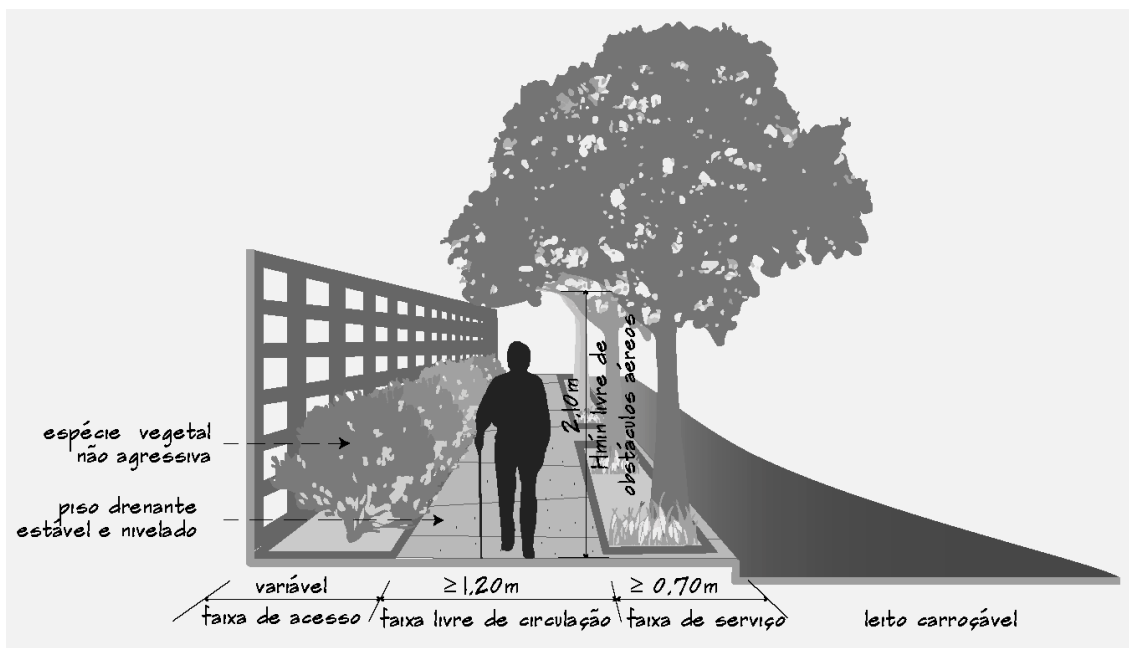 2,10m
Hmín livre de
obstáculos aéreos
espécie vegetal
não agressiva
piso drenante
estável e nivelado
variável
≥1,20m
≥ 0,70m
faixa de acesso
faixa livre de circulação
faixa de serviço
leito carroçável